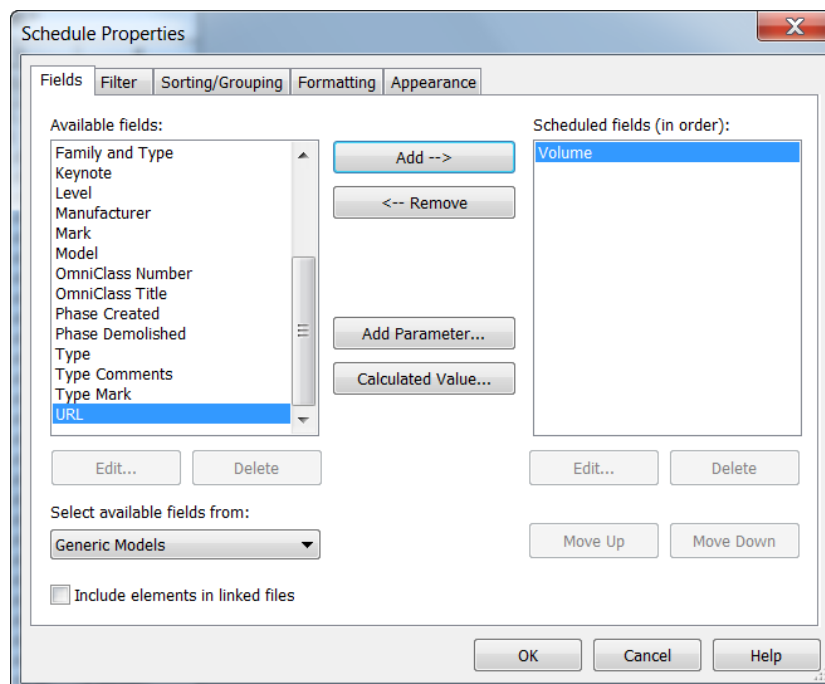 Schedule Properties
Fields
Filter
Sorting/Grouping
Formatting
Appearance
Available fields:
Family and Type
Keynote
Level
Manufacturer
Mark
Model
OmniClass Number
OmniClass Title
Phase Created
Phase Demolished
Type
Type Comments
Type Mark
URL
Edit...
Delete
Select available fields from:
Generic Models
Include elements in linked files
Add -->
<-- Remove
Add Parameter...
Calculated Value...
Scheduled fields (in order):
Volume
Edit...
Delete
Move Up
Move Down
OK
Cancel
Help